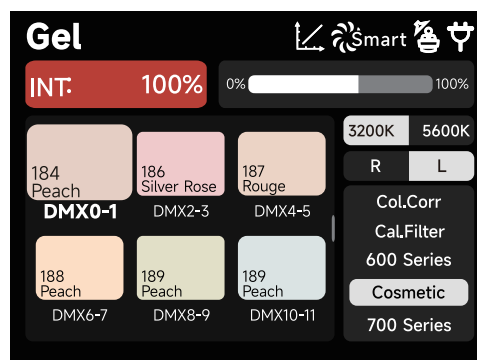 Gel
Smart
INT: 100%
0% 100%
3200K 5600K
R L
184
Peach
DMX0-1
186
Silver Rose
DMX2-3
187
Rouge
DMX4-5
188
Peach
DMX6-7
189
Peach
DMX8-9
189
Peach
DMX10-11
Col.Corr
Cal.Filter
600 Series
Cosmetic
700 Series